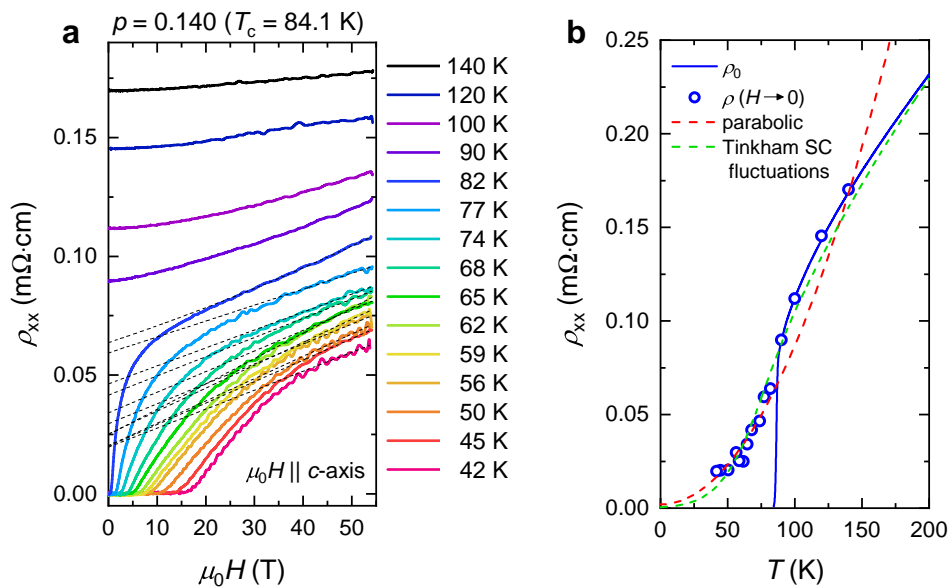 p = 0.140 (Tc = 84.1 K)
a
ρxx (mΩ·cm)
0.15
0.10
0.05
0.00
0 10 20 30 40 50
μ0H (T)
μ0H || c-axis
140 K
120 K
100 K
90 K
82 K
77 K
74 K
68 K
65 K
62 K
59 K
56 K
50 K
45 K
42 K
b
ρxx (mΩ·cm)
0.25
0.20
0.15
0.10
0.05
0.00
0 50 100 150 200
T (K)
ρ0
ρ (H→0)
parabolic
Tinkham SC
fluctuations